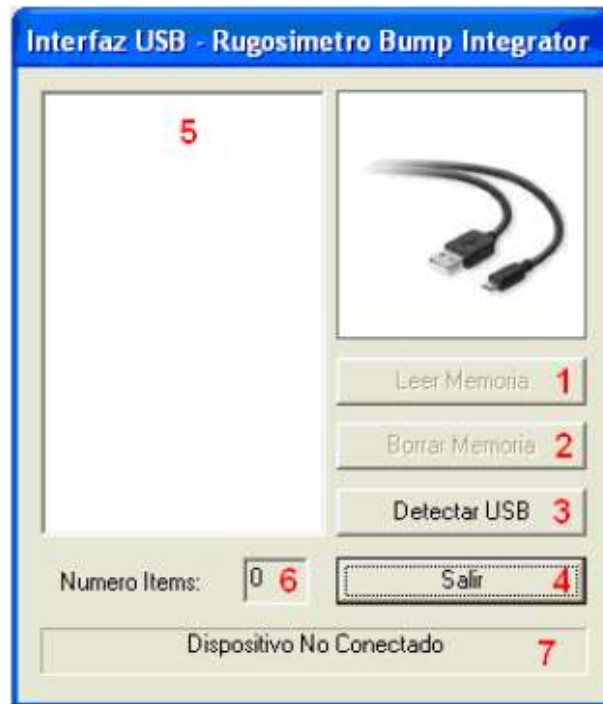 Interfaz USB - Rugosimetro Bump Integrator
5
Leer Memoria 1
Borrar Memoria 2
Detectar USB 3
Numero Items: 0 6
Salir 4
Dispositivo No Conectado 7